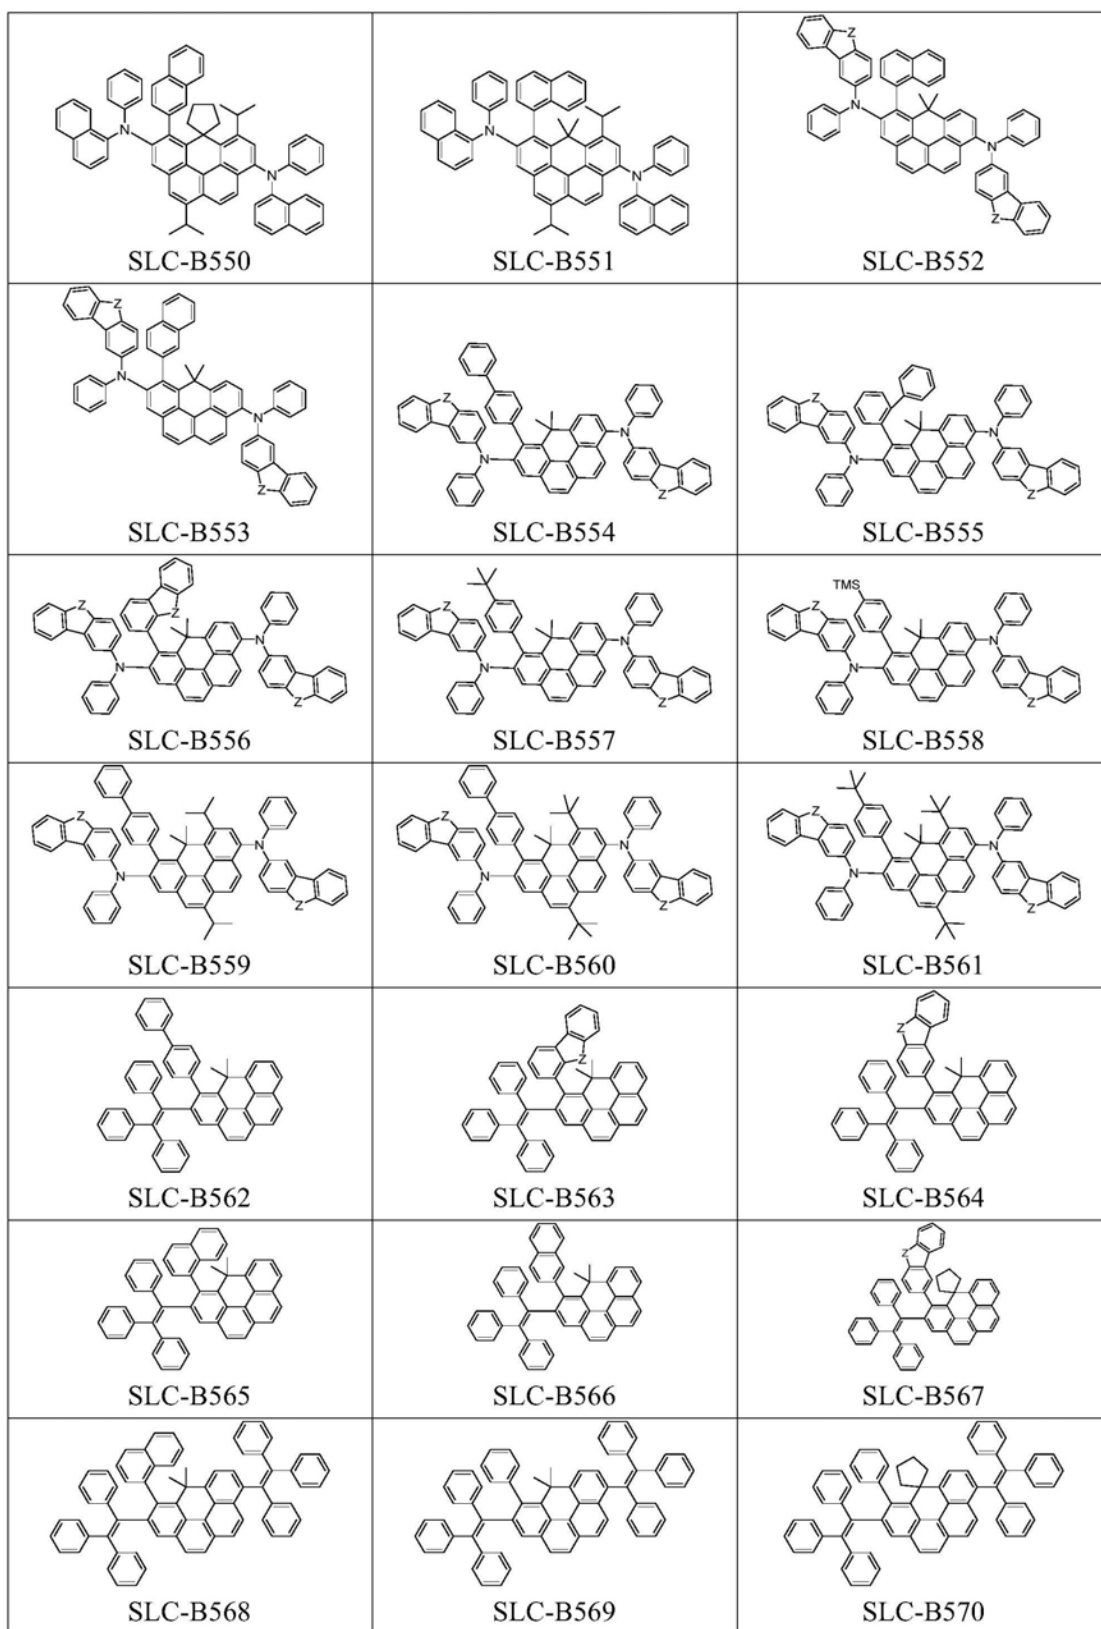 N
N
SLC-B550
N
N
SLC-B551
Z
N
N
Z
SLC-B552
Z
N
N
Z
SLC-B553
Z
N
N
Z
SLC-B554
Z
N
N
Z
SLC-B555
Z
Z
N
N
Z
SLC-B556
Z
N
N
Z
SLC-B557
TMS
Z
N
N
Z
SLC-B558
Z
N
N
Z
SLC-B559
Z
N
N
Z
SLC-B560
Z
N
N
Z
SLC-B561
SLC-B562
Z
SLC-B563
Z
SLC-B564
SLC-B565
SLC-B566
Z
SLC-B567
SLC-B568
SLC-B569
SLC-B570